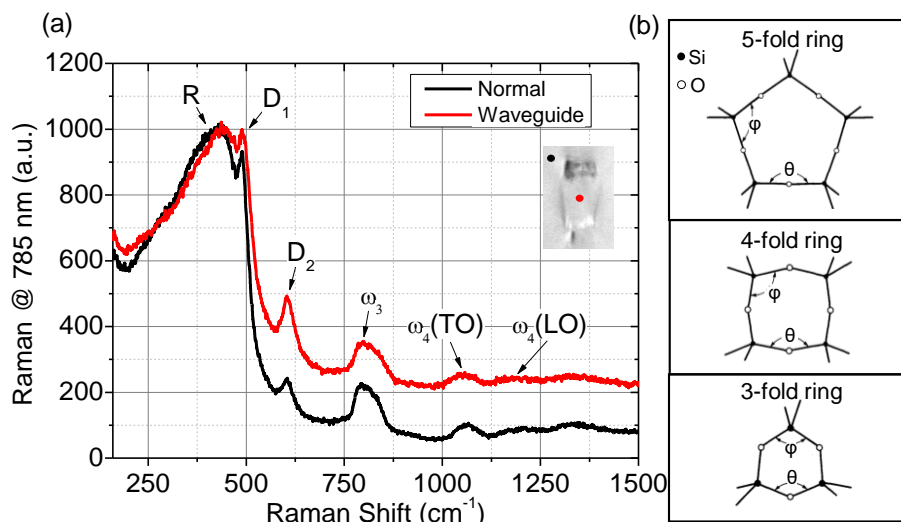 (a)
1200
1000
800
600
400
200
0
250
500
750
1000
1250
1500
Raman @ 785 nm (a.u.)
Raman Shift (cm⁻¹)
Normal
Waveguide
R
D₁
D₂
ω₃
ω₄(TO)
ω₄(LO)
(b)
5-fold ring
Si
O
φ
θ
4-fold ring
φ
θ
3-fold ring
φ
θ